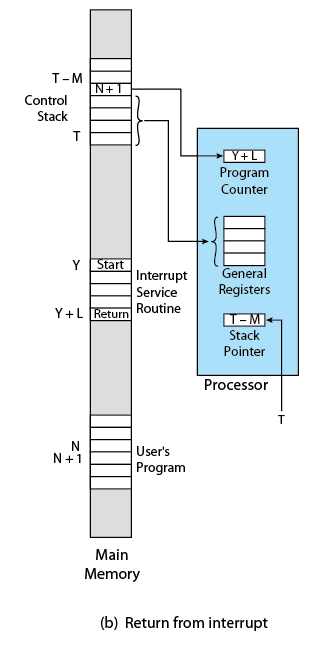 T – M
N + 1
Control
Stack
T
Y + L
Program
Counter
General
Registers
T – M
Stack
Pointer
Processor
T
Y
Start
Interrupt
Service
Routine
Y + L
Return
N
N + 1
User's
Program
Main
Memory
(b) Return from interrupt